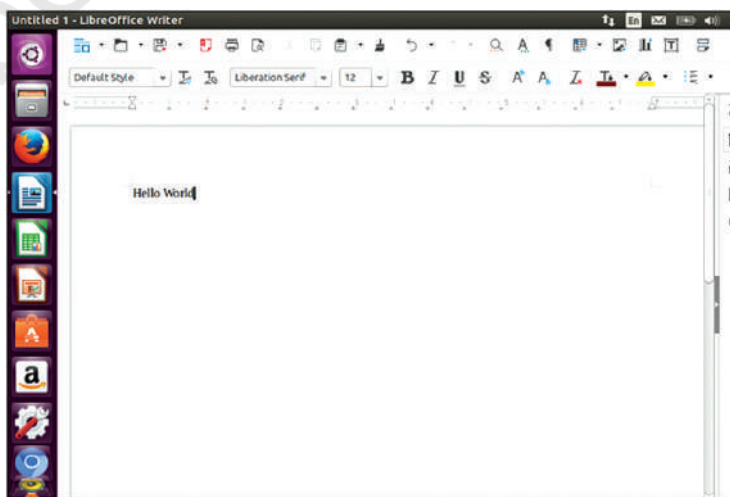 Untitled 1 - LibreOffice Writer
En
Default Style
Liberation Serif
12
Hello World